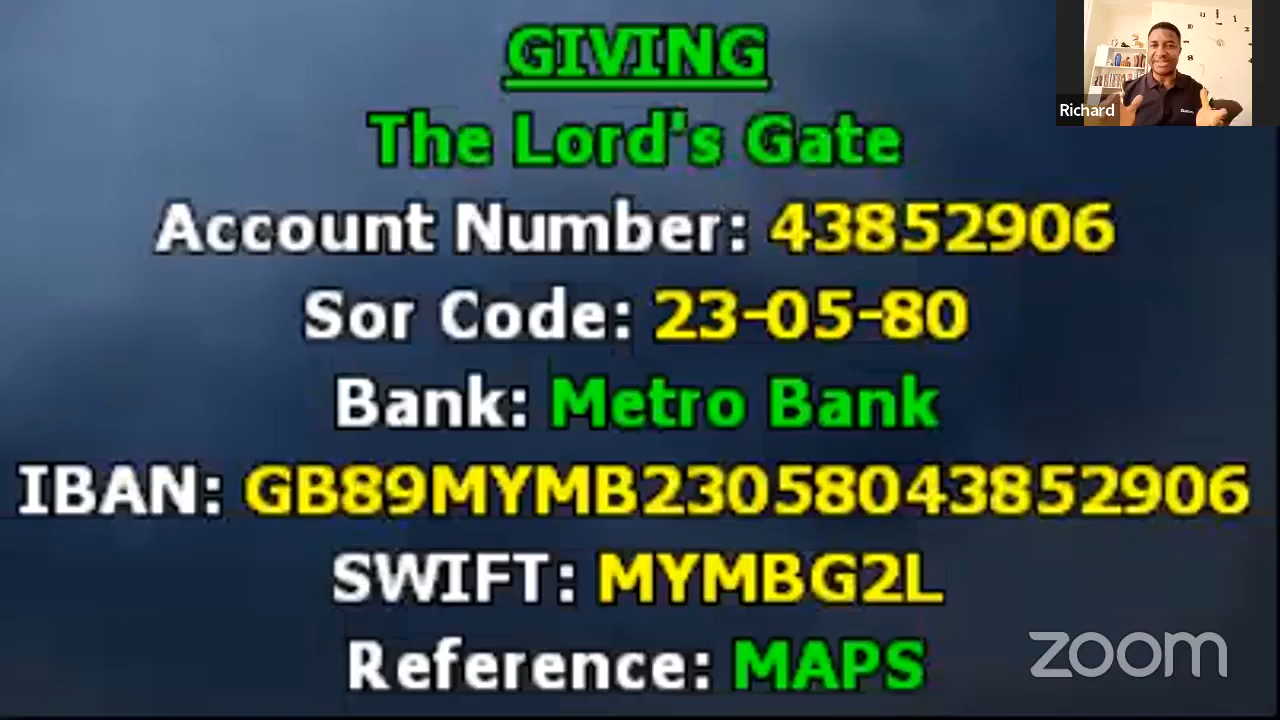 GIVING
The Lord's Gate
Account Number: 43852906
Sor Code: 23-05-80
Bank: Metro Bank
IBAN: GB89MYMB23058043852906
SWIFT: MYMBG2L
Reference: MAPS
Richard
zoom